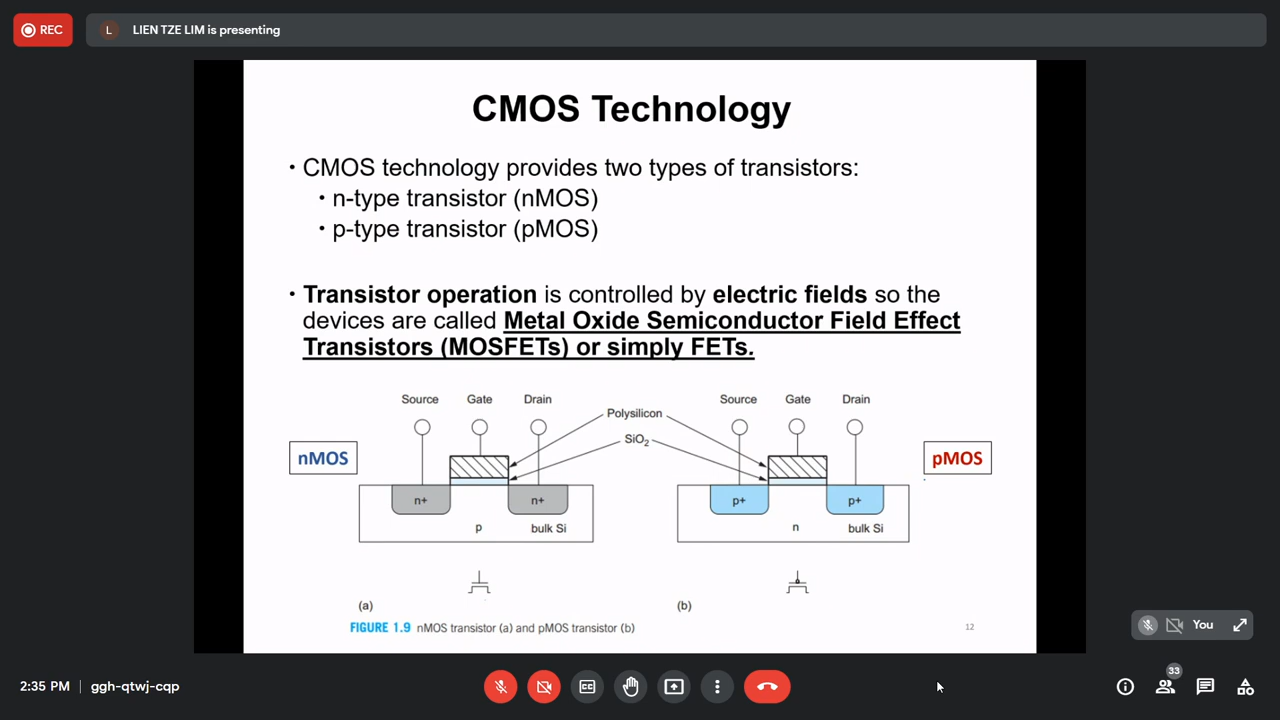 REC
L LIEN TZE LIM is presenting
CMOS Technology
• CMOS technology provides two types of transistors:
• n-type transistor (nMOS)
• p-type transistor (pMOS)
• Transistor operation is controlled by electric fields so the
devices are called Metal Oxide Semiconductor Field Effect
Transistors (MOSFETs) or simply FETs.
Source Gate Drain
Polysilicon
SiO₂
Source Gate Drain
nMOS
n+ n+
p bulk Si
pMOS
p+ p+
n bulk Si
(a)
(b)
FIGURE 1.9 nMOS transistor (a) and pMOS transistor (b)
12
You
2:35 PM | ggh-qtwj-cqp
CC
33